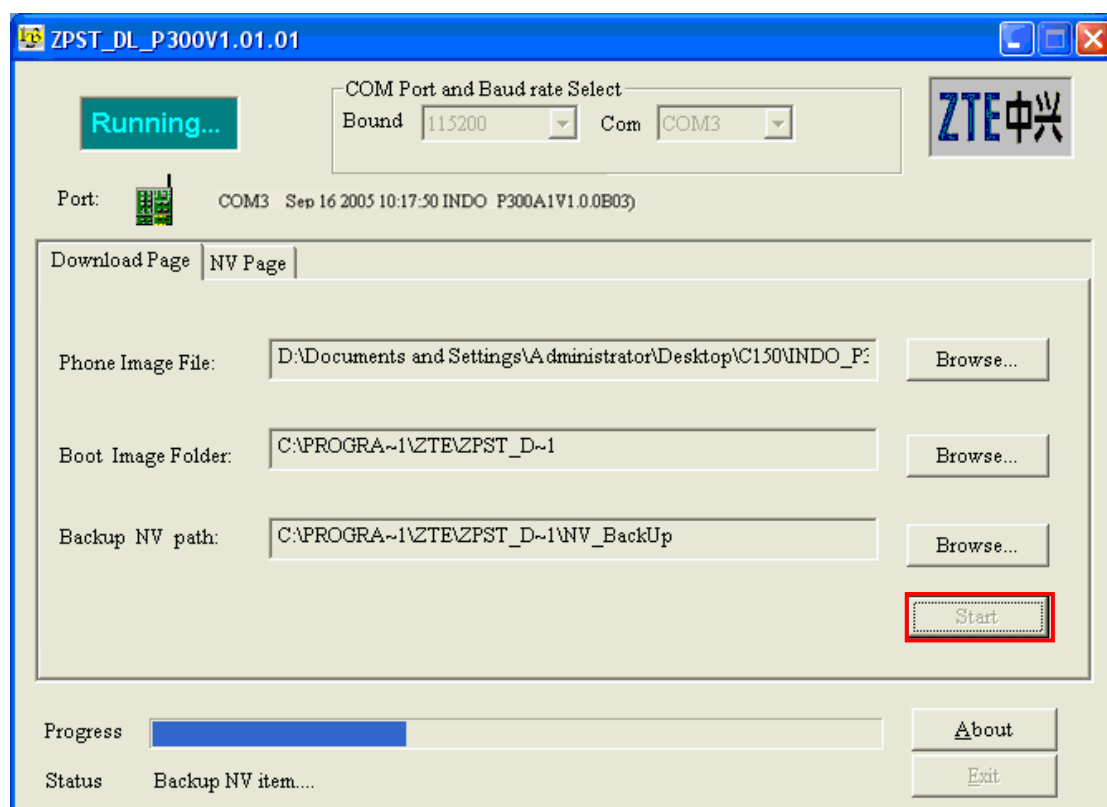 ZPST_DL_P300V1.01.01
Running...
COM Port and Baud rate Select
Bound 115200 Com COM3
ZTE中兴
Port: COM3 Sep 16 2005 10:17:50 INDO P300A1V1.0.0B03)
Download Page NV Page
Phone Image File: D:\Documents and Settings\Administrator\Desktop\C150\INDO_P3 Browse...
Boot Image Folder: C:\PROGRA~1\ZTE\ZPST_D~1 Browse...
Backup NV path: C:\PROGRA~1\ZTE\ZPST_D~1\NV_BackUp Browse...
Start
Progress About
Status Backup NV item.... Exit